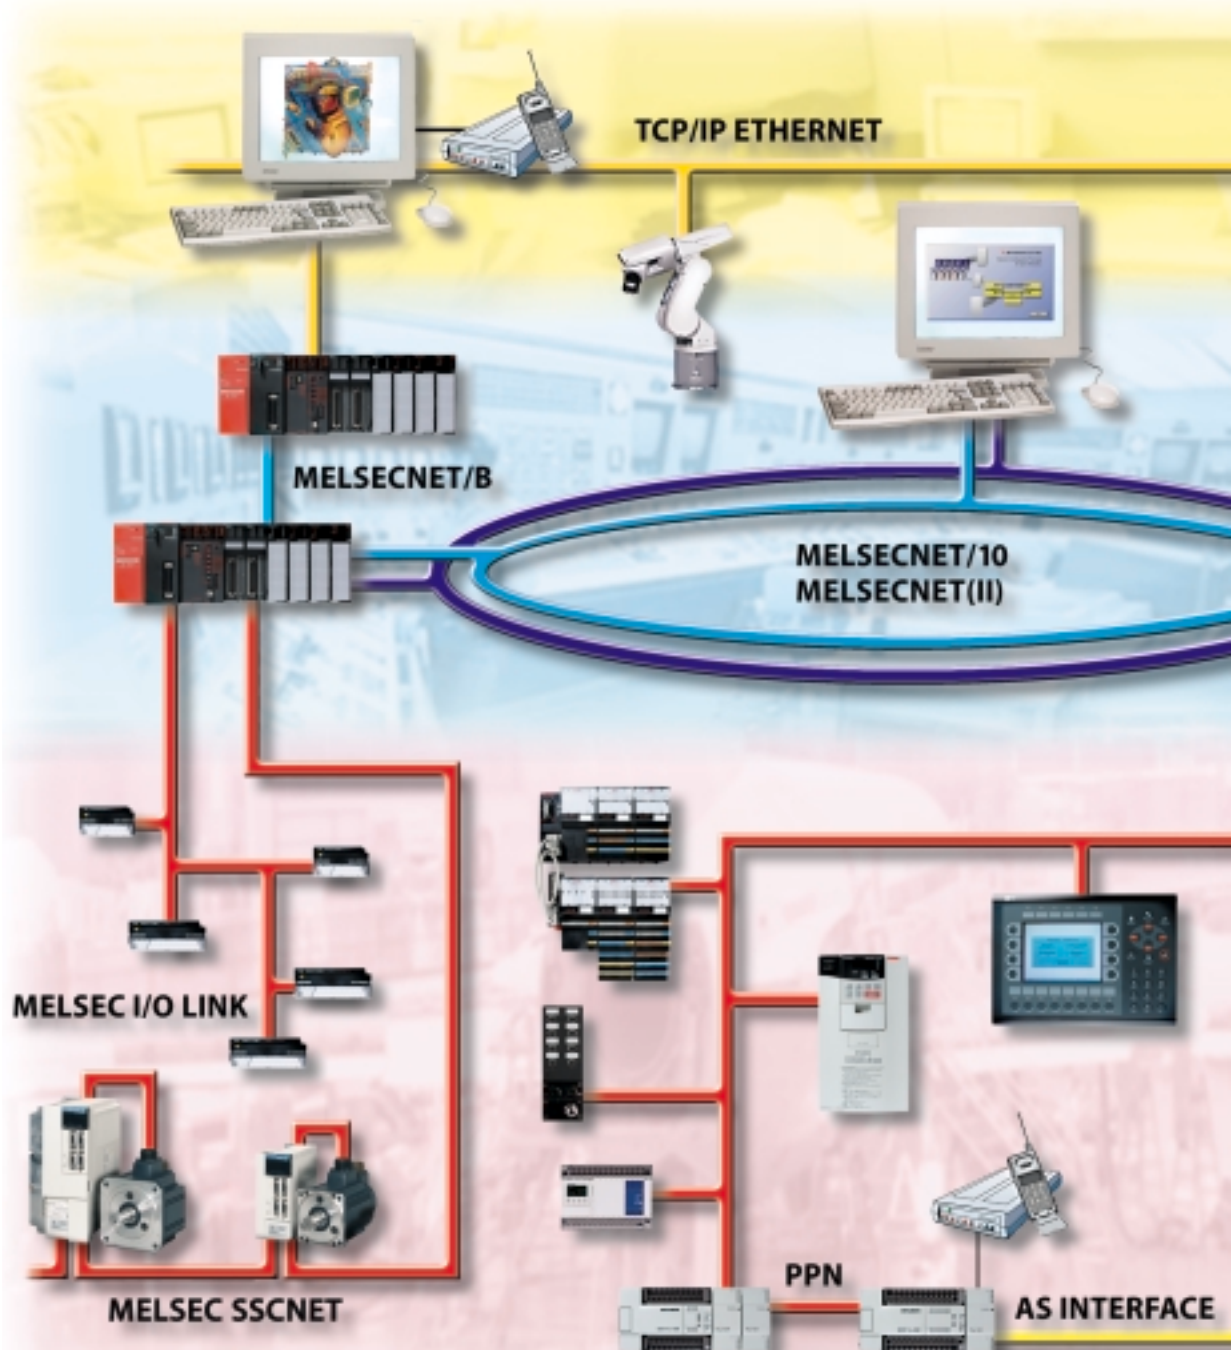 TCP/IP ETHERNET
MELSECNET/B
MELSECNET/10
MELSECNET(II)
MELSEC I/O LINK
MELSEC SSCNET
PPN
AS INTERFACE